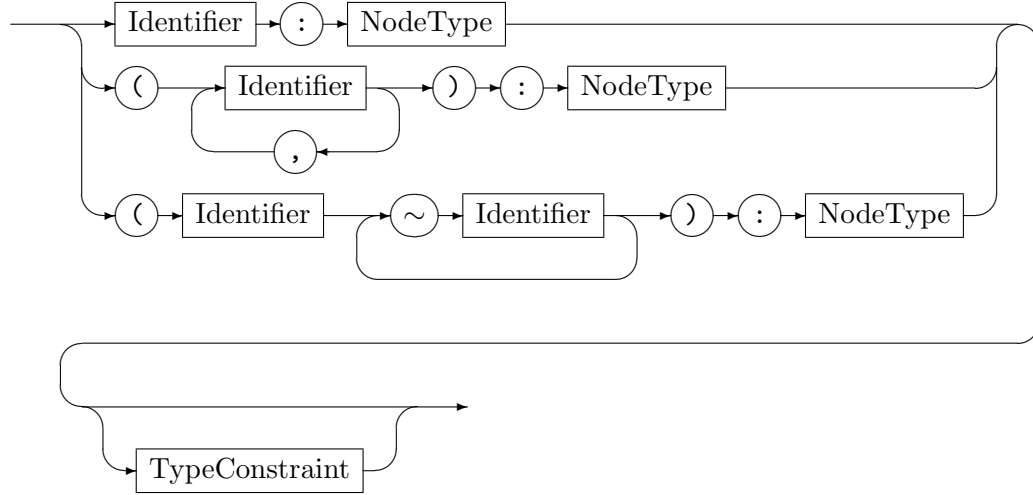 Identifier : NodeType
( Identifier ) : NodeType
,
( Identifier ~ Identifier ) : NodeType
TypeConstraint